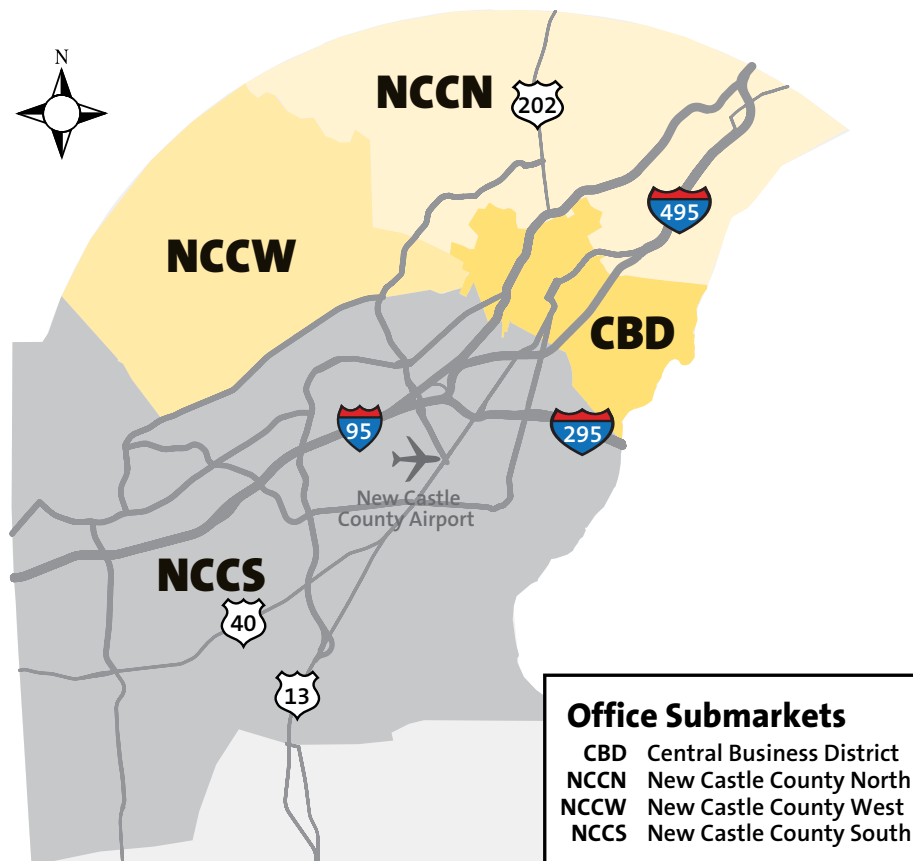 N
NCCN
202
495
NCCW
CBD
95
295
New Castle
County Airport
NCCS
40
13
Office Submarkets
CBD Central Business District
NCCN New Castle County North
NCCW New Castle County West
NCCS New Castle County South